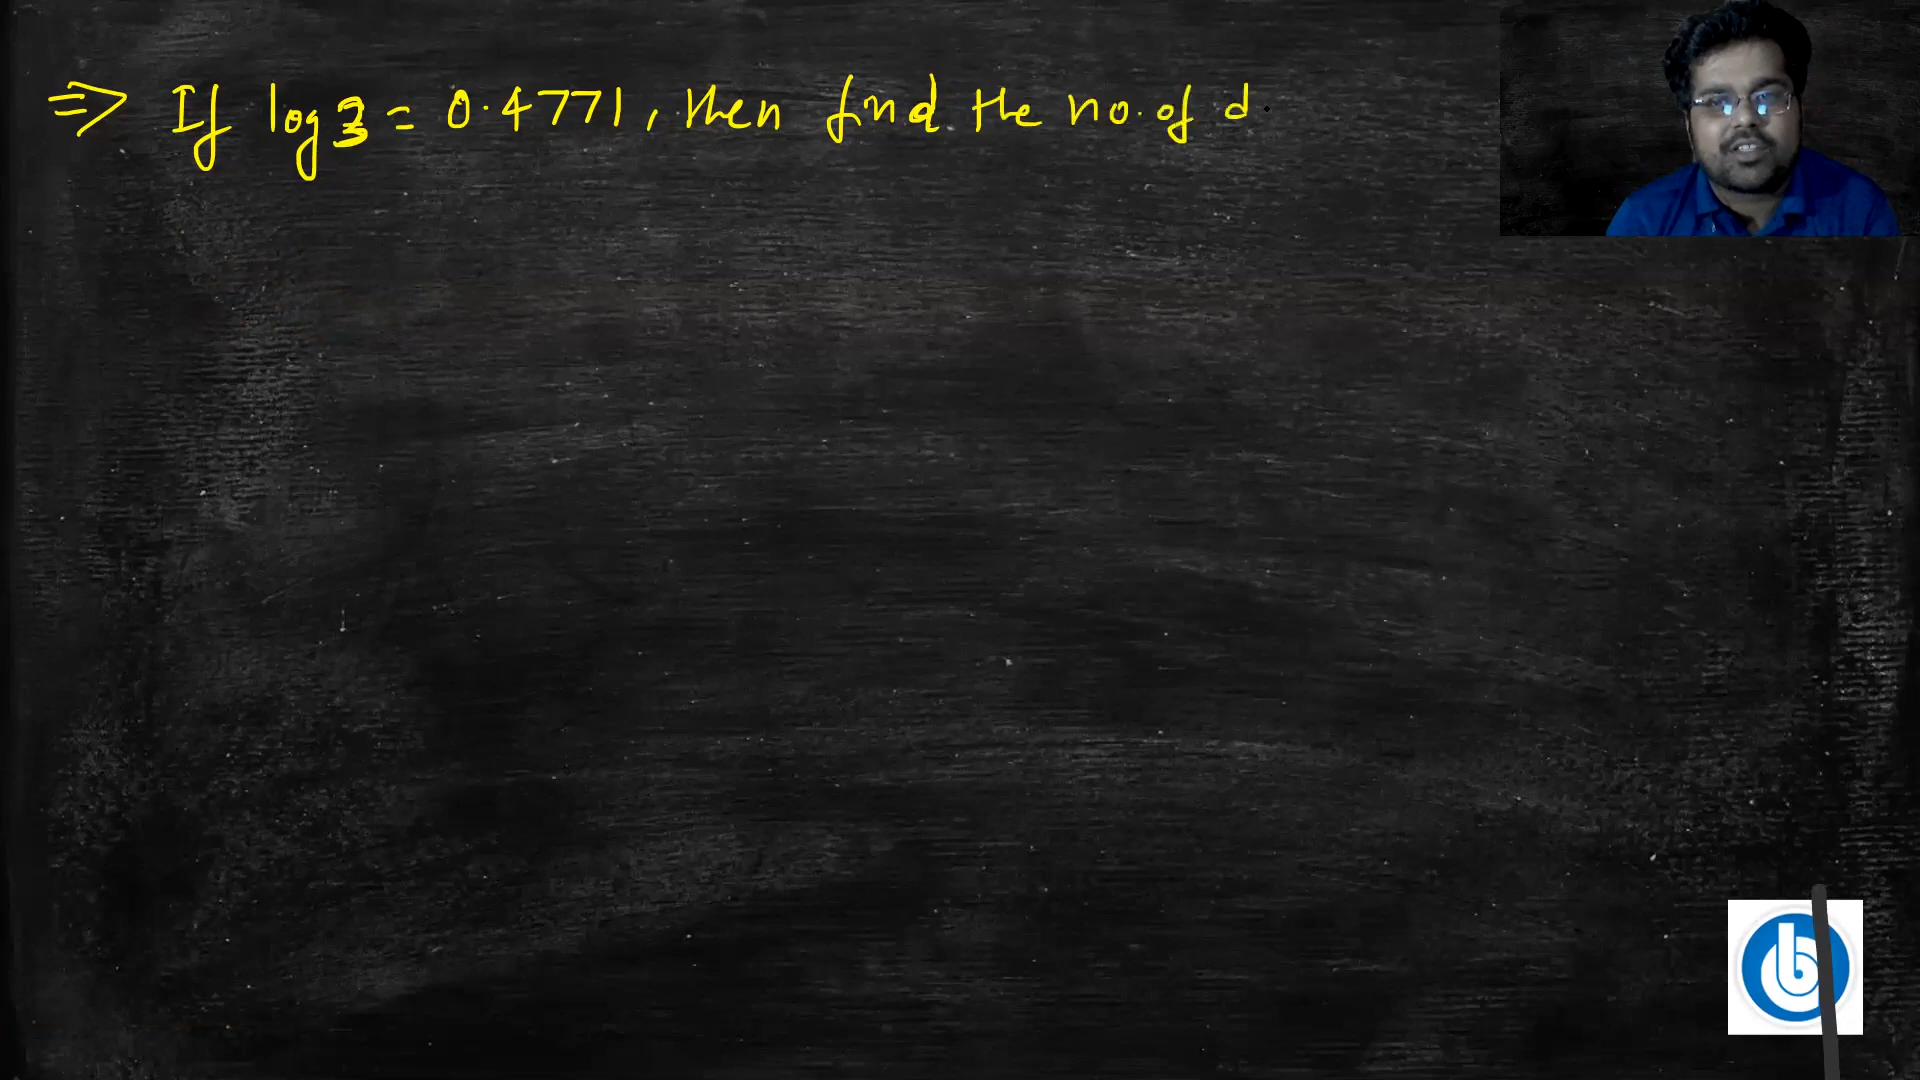 ⇒ If log 3 = 0.4771, then find the no. of d
b